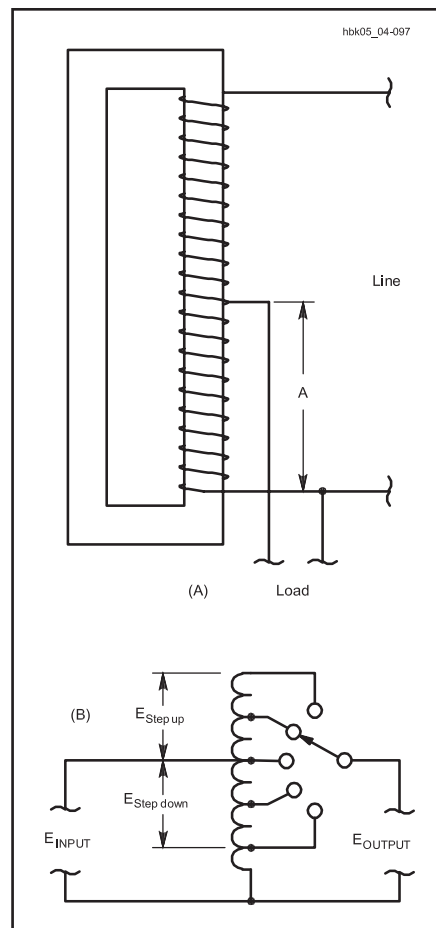 hbk05_04-097
Line
A
(A)
Load
(B)
E Step up
E Step down
E INPUT
E OUTPUT